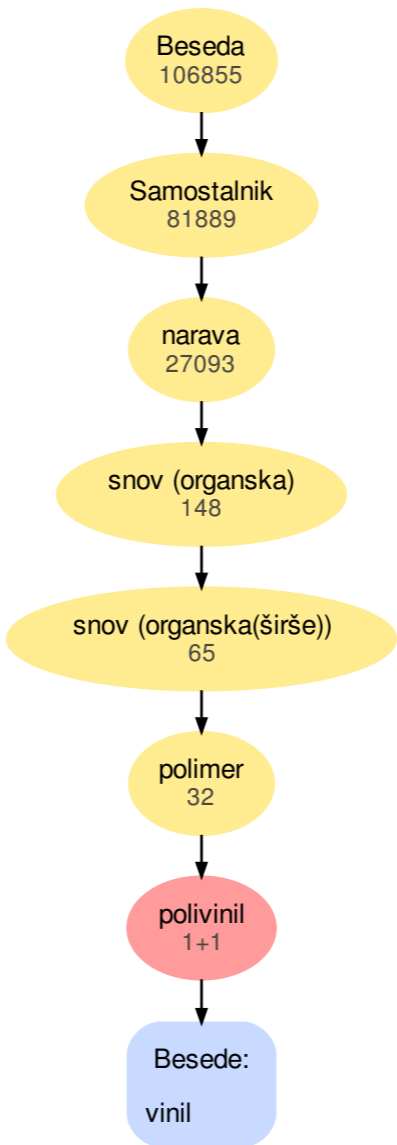 Beseda
106855
Samostalnik
81889
narava
27093
snov (organska)
148
snov (organska(širše))
65
polimer
32
polivinil
1+1
Besede:
vinil